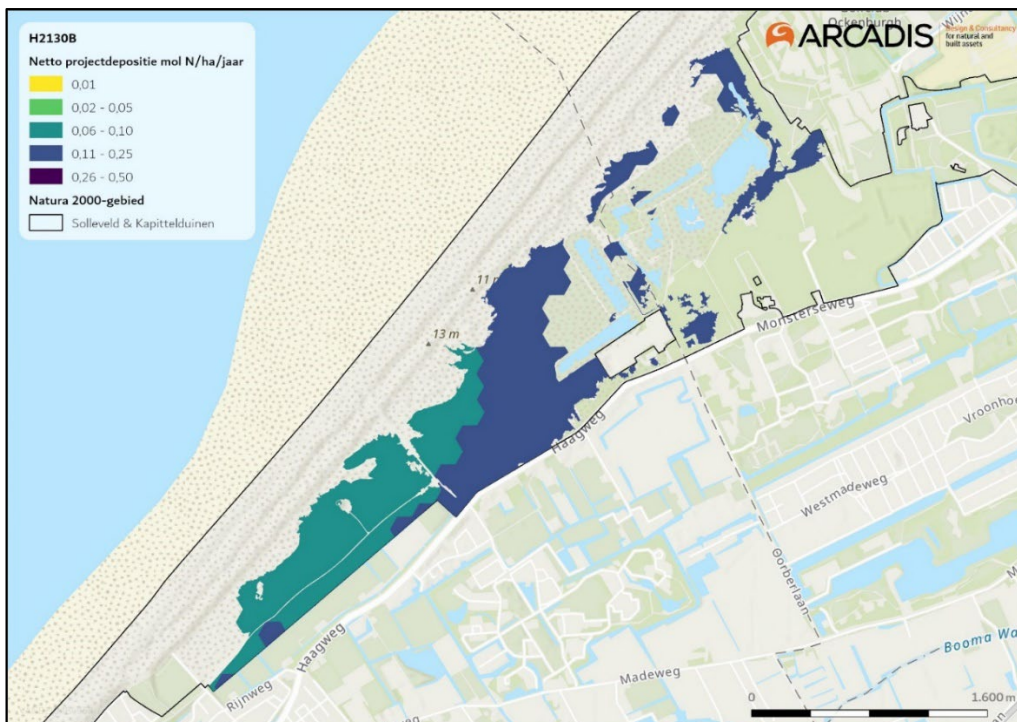 H2130B
Netto projectdepositie mol N/ha/jaar
0,01
0,02 - 0,05
0,06 - 0,10
0,11 - 0,25
0,26 - 0,50
Natura 2000-gebied
Solleveld & Kapittelduinen
Ockenburgh
ARCADIS
Design & Consultancy
for natural and
built assets
11
13 m
Monsterseweg
Haagweg
Westmadeweg
Oorberlaan
Haagweg
Rijnweg
Madeweg
Booma
0
1.600 m